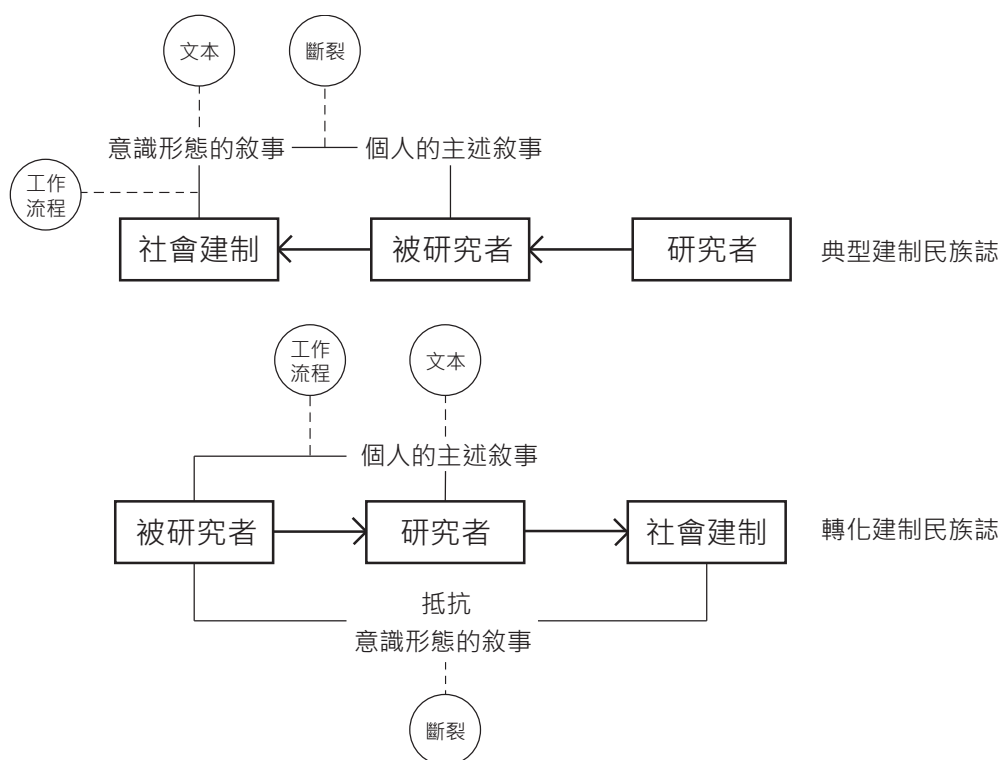 文本
斷裂
意識形態的敘事
個人的主述敘事
工作
流程
社會建制
被研究者
研究者
典型建制民族誌
工作
流程
文本
個人的主述敘事
被研究者
研究者
社會建制
轉化建制民族誌
抵抗
意識形態的敘事
斷裂